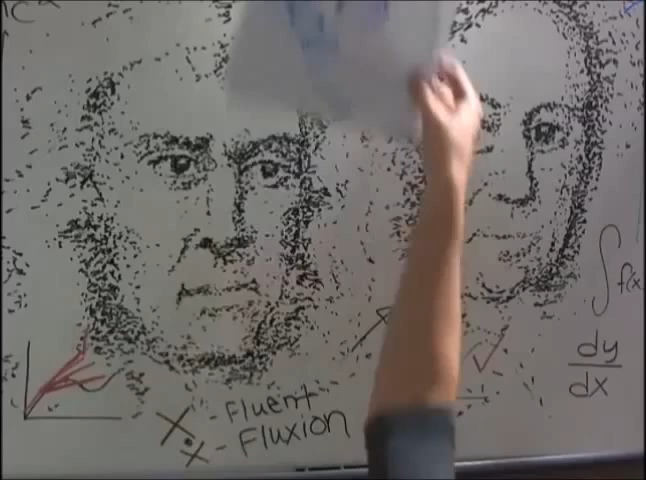 ∫f(x
dy
dx
x - Fluent
ẋ - Fluxion